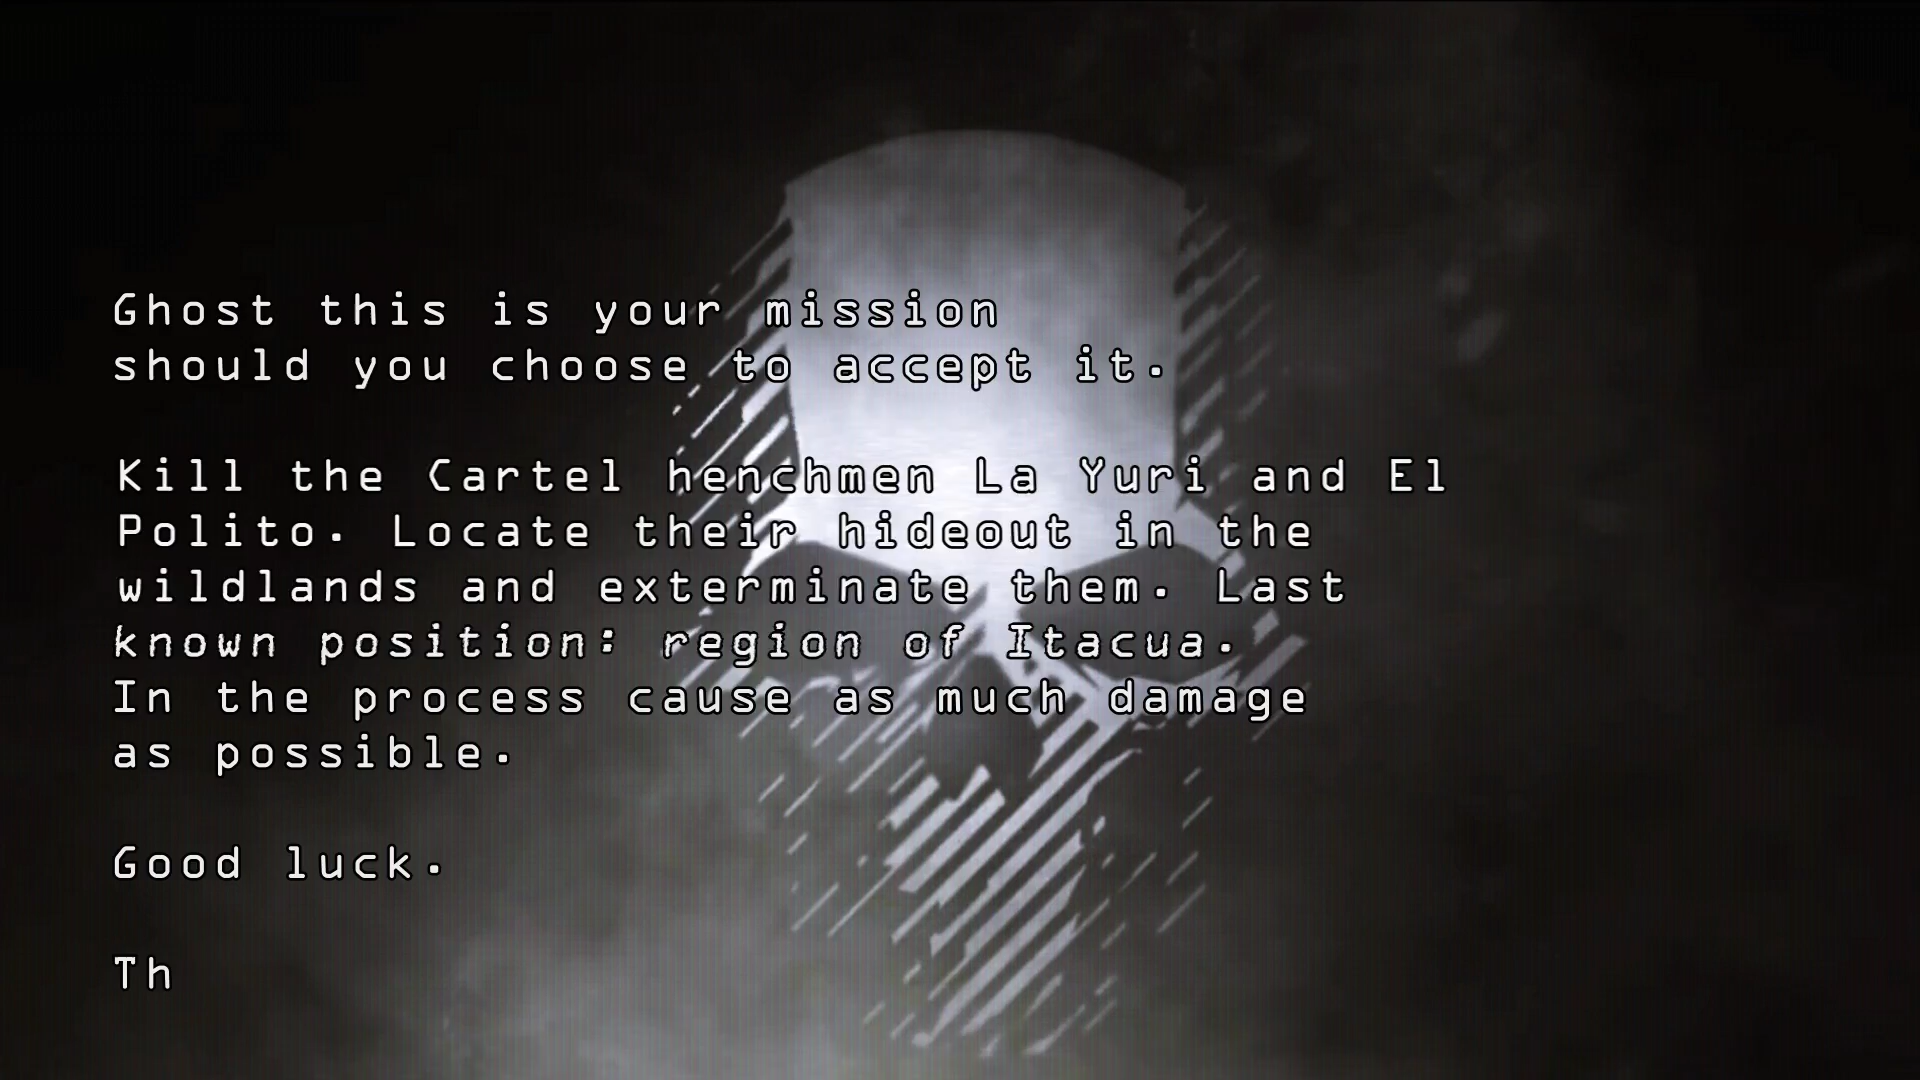 Ghost this is your mission
should you choose to accept it.
Kill the Cartel henchmen La Yuri and El
Polito. Locate their hideout in the
wildlands and exterminate them. Last
known position: region of Itacua.
In the process cause as much damage
as possible.
Good luck.
Th